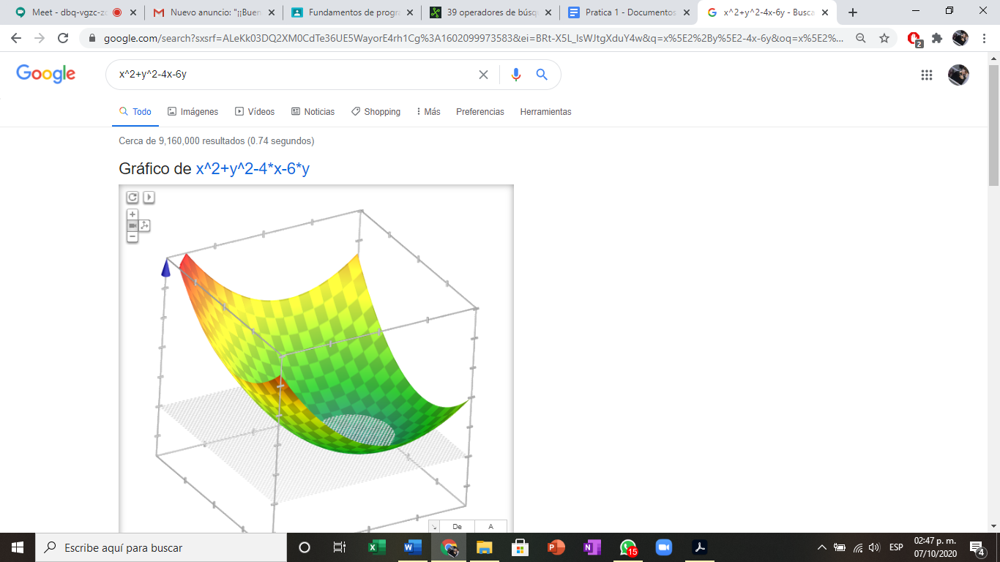 Meet - dbq-vgzc-zc
Nuevo anuncio: "¡¡Buen
Fundamentos de progra
39 operadores de búsqu
Pratica 1 - Documentos
x^2+y^2-4x-6y - Busca
google.com/search?sxsrf=ALeKk03DQ2XM0CdTe36UE5WayorE4rh1Cg%3A1602099973583&ei=BRt-X5L_IsWJtgXduY4w&q=x%5E2%2By%5E2-4x-6y&oq=x%5E2%...
2
Google
x^2+y^2-4x-6y
Todo
Imágenes
Vídeos
Noticias
Shopping
Más
Preferencias
Herramientas
Cerca de 9,160,000 resultados (0.74 segundos)
Gráfico de x^2+y^2-4*x-6*y
De
A
Escribe aquí para buscar
15
ESP
02:47 p. m.
07/10/2020
4